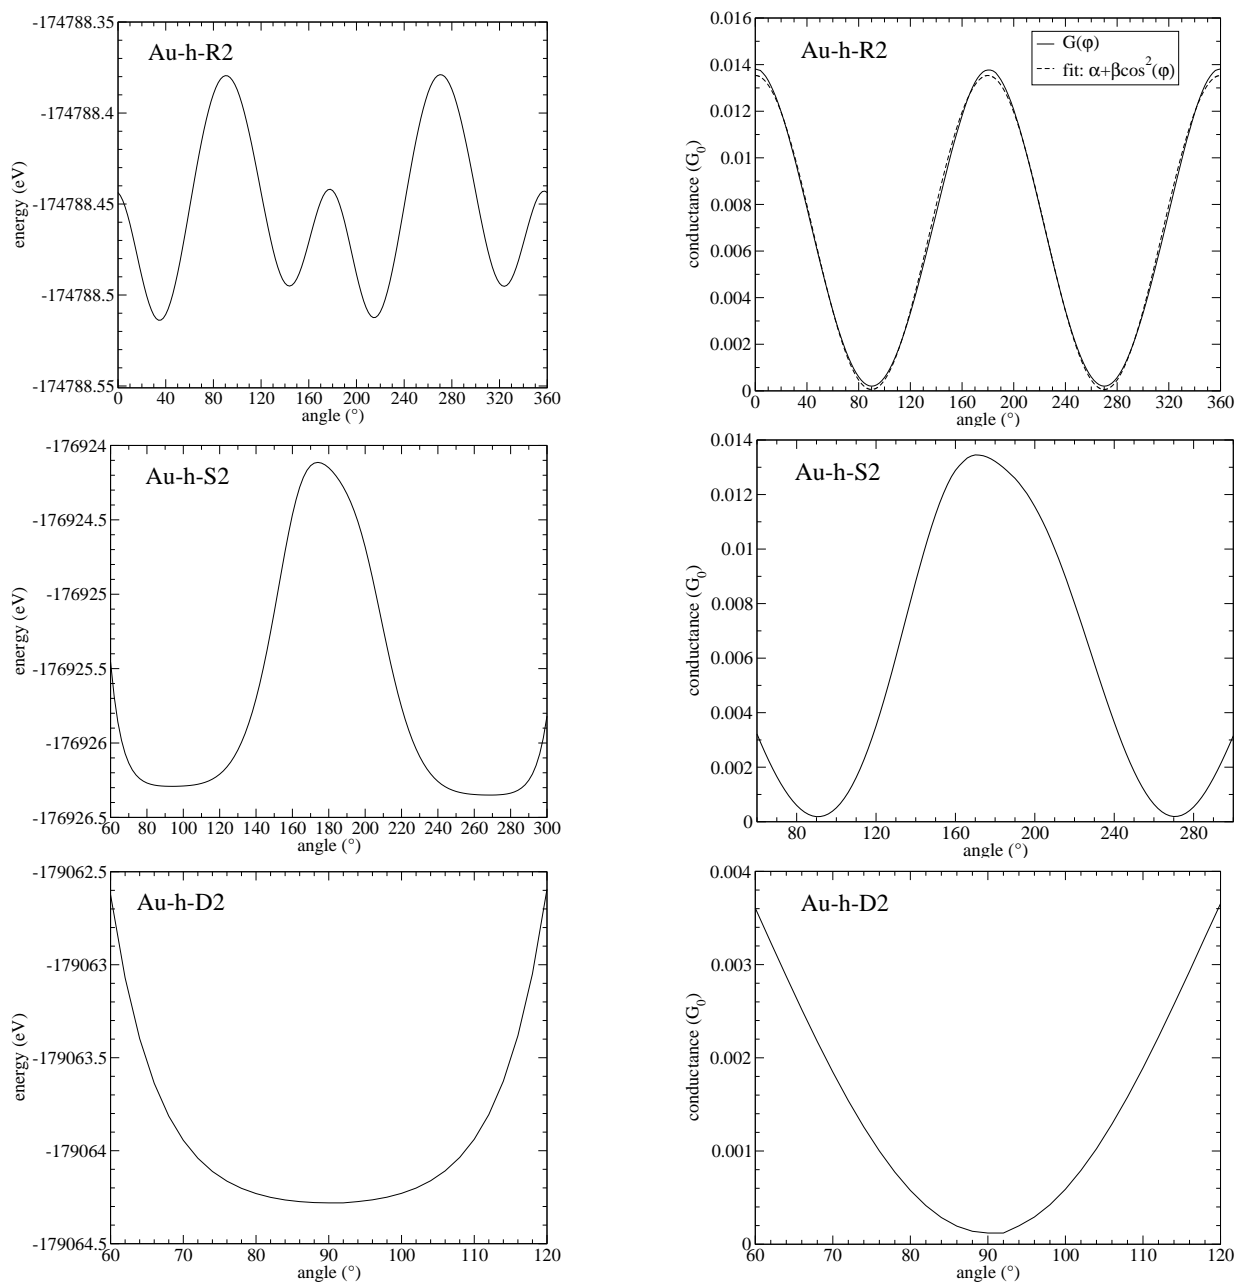 Au-h-R2
energy (eV)
-174788.35
-174788.4
-174788.45
-174788.5
-174788.55
0 40 80 120 160 200 240 280 320 360
angle (°)
Au-h-R2
G(φ)
fit: α+βcos²(φ)
conductance (G₀)
0.016
0.014
0.012
0.01
0.008
0.006
0.004
0.002
0
0 40 80 120 160 200 240 280 320 360
angle (°)
Au-h-S2
energy (eV)
-176924
-176924.5
-176925
-176925.5
-176926
-176926.5
60 80 100 120 140 160 180 200 220 240 260 280 300
angle (°)
Au-h-S2
conductance (G₀)
0.014
0.012
0.01
0.008
0.006
0.004
0.002
0
80 120 160 200 240 280
angle (°)
Au-h-D2
energy (eV)
-179062.5
-179063
-179063.5
-179064
-179064.5
60 70 80 90 100 110 120
angle (°)
Au-h-D2
conductance (G₀)
0.004
0.003
0.002
0.001
0
60 70 80 90 100 110 120
angle (°)